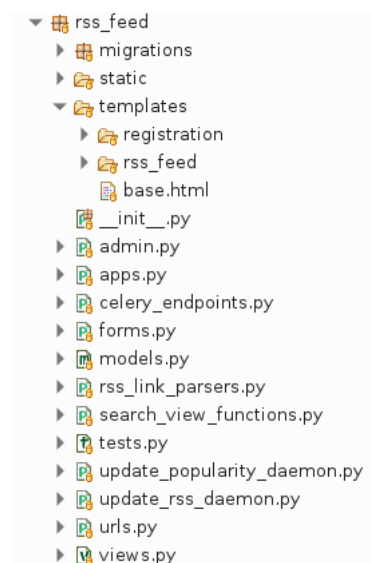 rss_feed
migrations
static
templates
registration
rss_feed
base.html
__init__.py
admin.py
apps.py
celery_endpoints.py
forms.py
models.py
rss_link_parsers.py
search_view_functions.py
tests.py
update_popularity_daemon.py
update_rss_daemon.py
urls.py
views.py